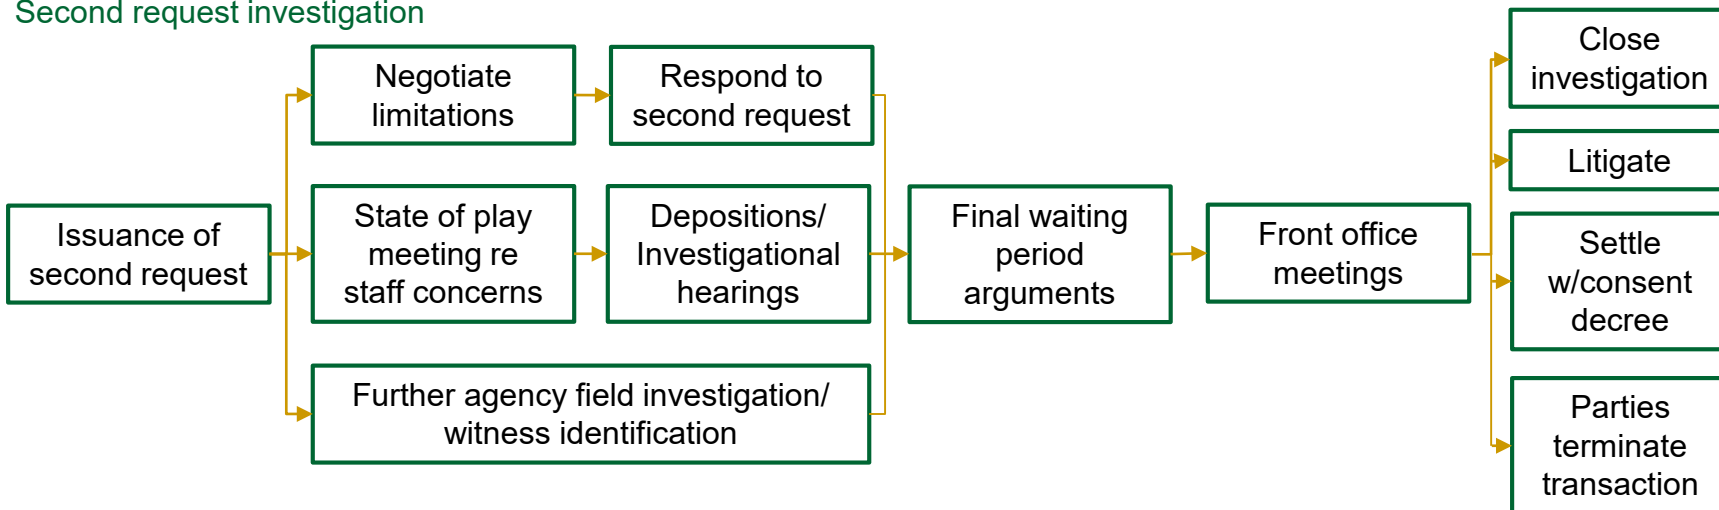 Second request investigation
Issuance of
second request
Negotiate
limitations
Respond to
second request
State of play
meeting re
staff concerns
Depositions/
Investigational
hearings
Further agency field investigation/
witness identification
Final waiting
period
arguments
Front office
meetings
Close
investigation
Litigate
Settle
w/consent
decree
Parties
terminate
transaction